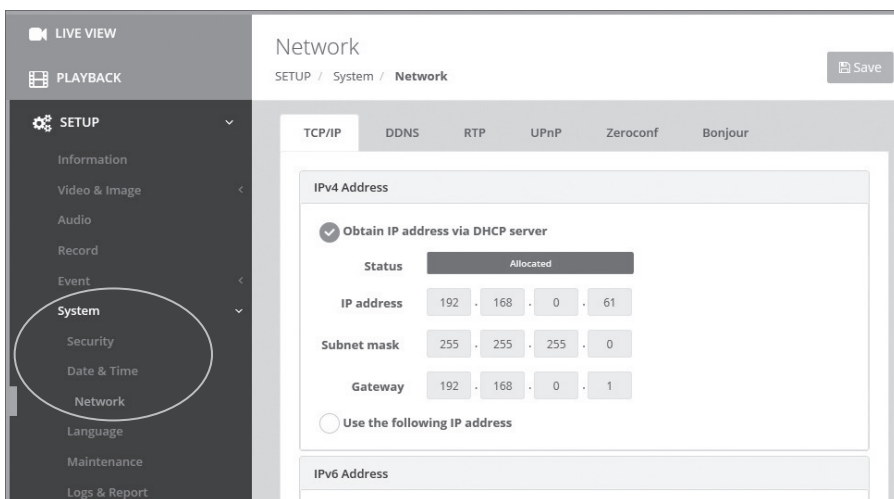 LIVE VIEW
PLAYBACK
SETUP
Information
Video & Image
Audio
Record
Event
System
Security
Date & Time
Network
Language
Maintenance
Logs & Report
Network
SETUP / System / Network
Save
TCP/IP DDNS RTP UPnP Zeroconf Bonjour
IPv4 Address
Obtain IP address via DHCP server
Status Allocated
IP address 192 . 168 . 0 . 61
Subnet mask 255 . 255 . 255 . 0
Gateway 192 . 168 . 0 . 1
Use the following IP address
IPv6 Address